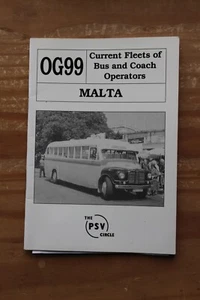 OG99
Current Fleets of
Bus and Coach
Operators
MALTA
THE
PSV
CIRCLE